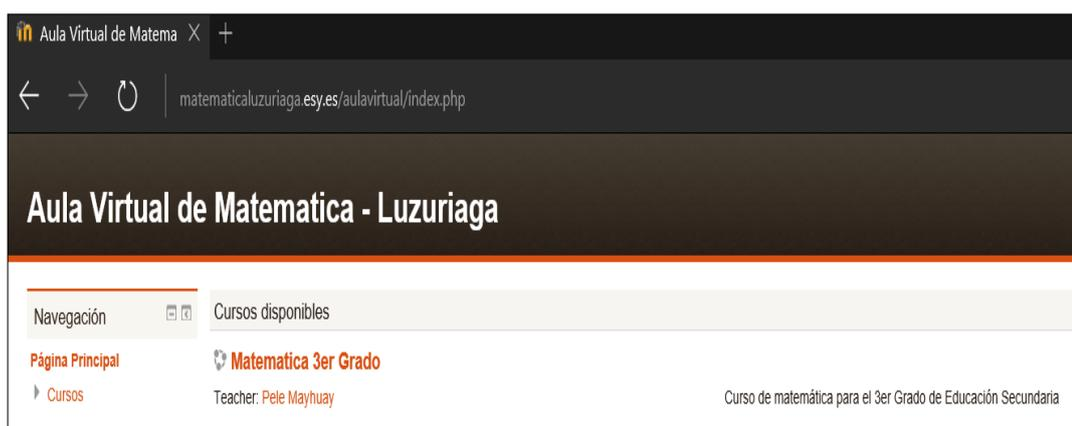 Aula Virtual de Matema
matematicaluzuriaga.esy.es/aulavirtual/index.php
Aula Virtual de Matematica - Luzuriaga
Navegación
Página Principal
Cursos
Cursos disponibles
Matematica 3er Grado
Teacher: Pele Mayhuay
Curso de matemática para el 3er Grado de Educación Secundaria